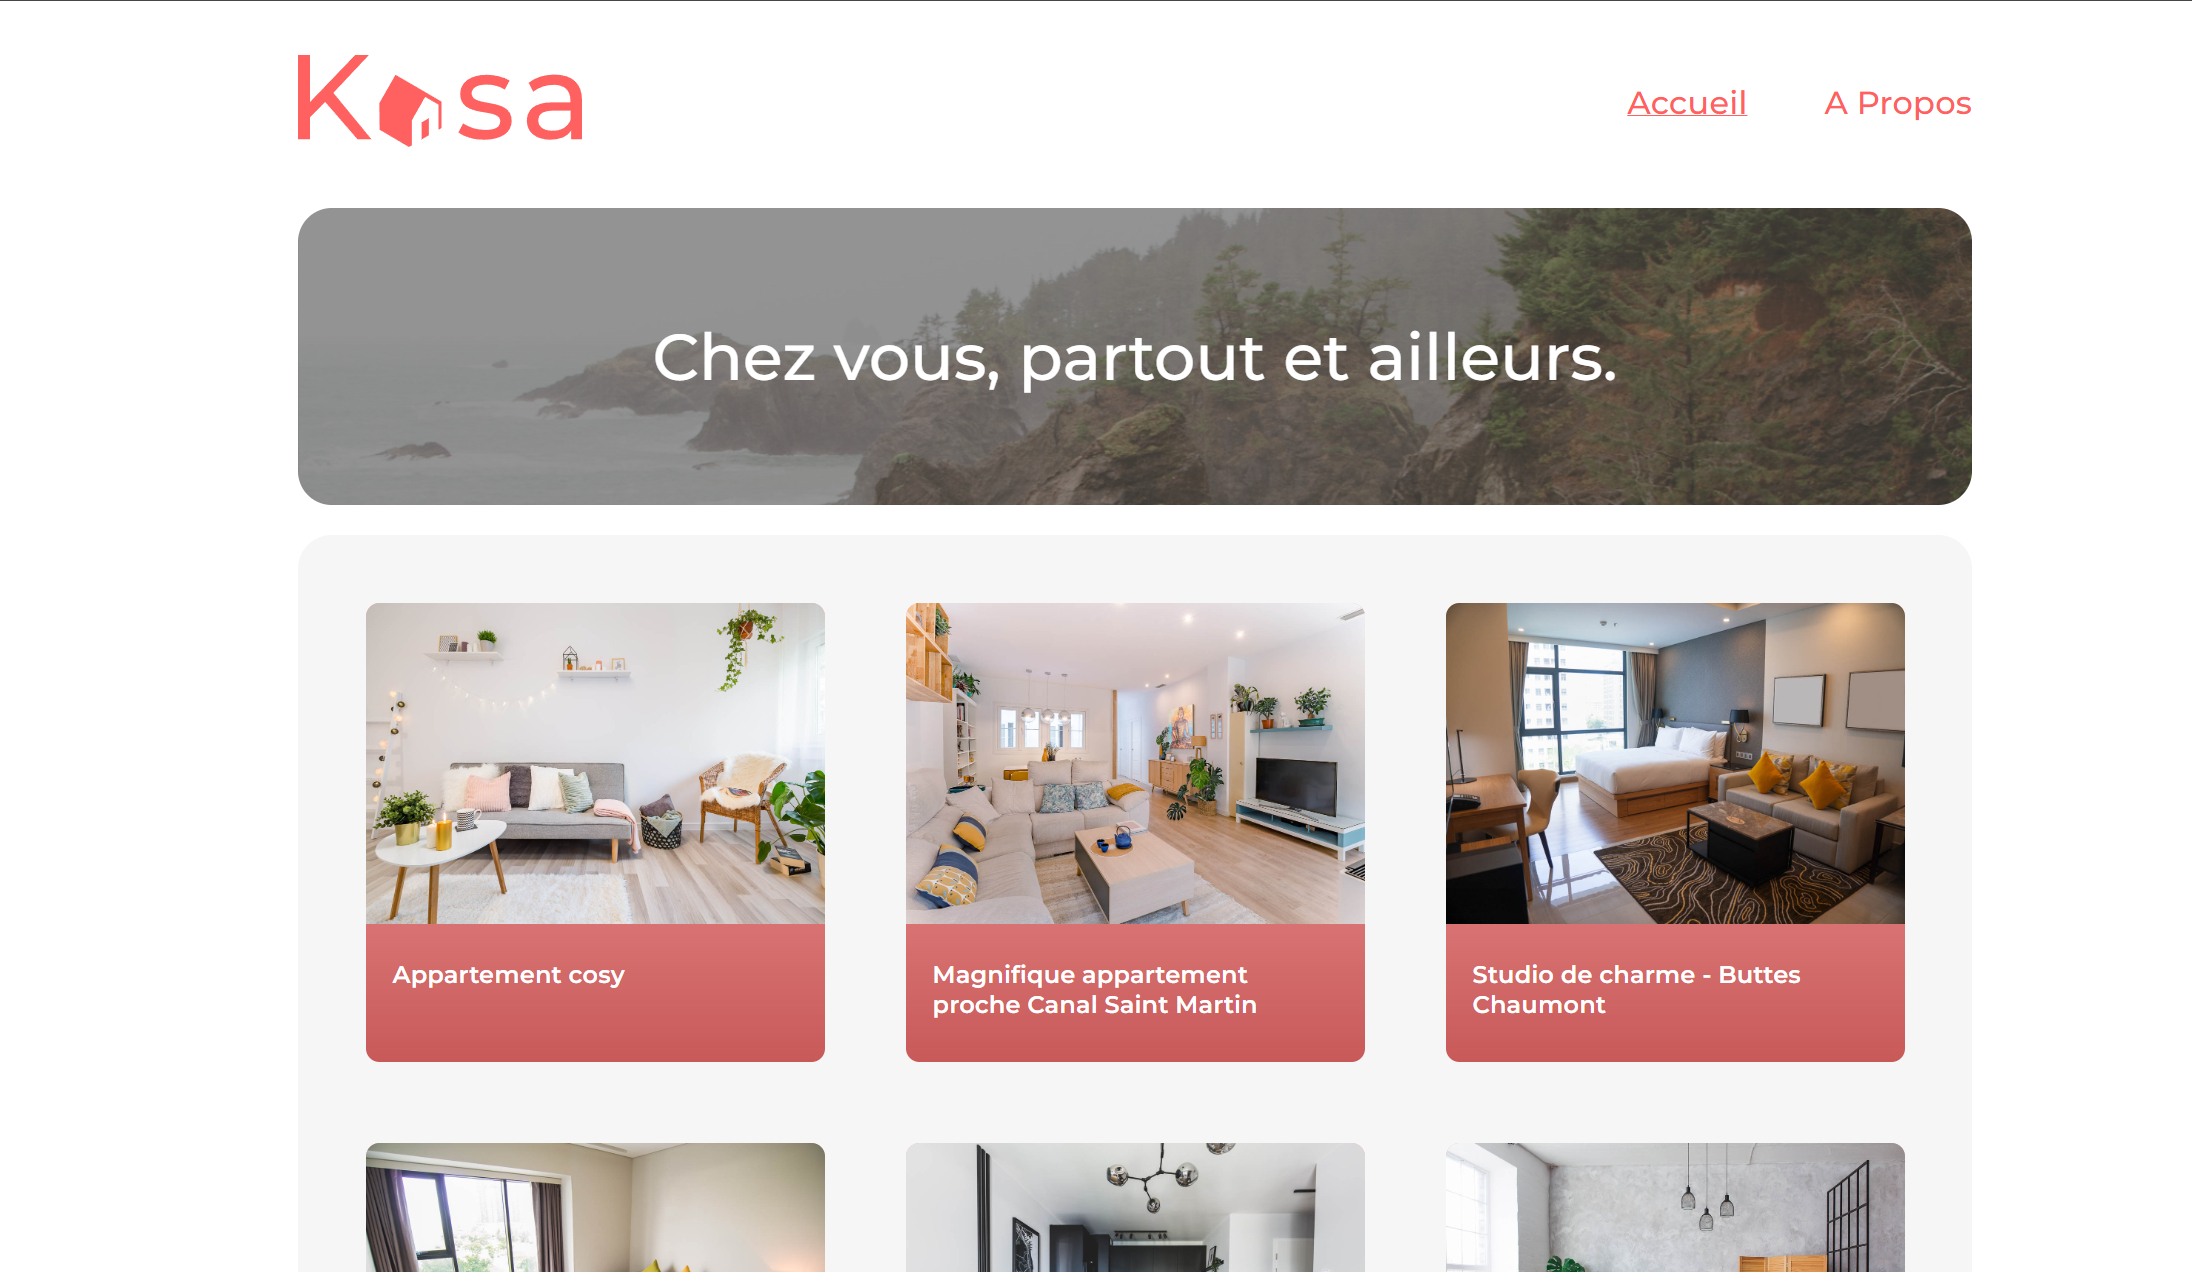 Kasa
Accueil A Propos
Chez vous, partout et ailleurs.
Appartement cosy
Magnifique appartement
proche Canal Saint Martin
Studio de charme - Buttes
Chaumont